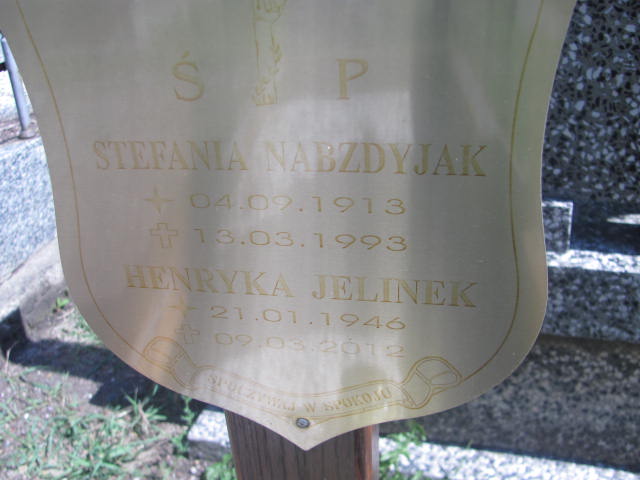 Ś P
STEFANIA NABZDYJAK
04.09.1913
13.03.1993
HENRYKA JELINEK
21.01.1946
09.03.2012
SPOCZYWAJ W SPOKOJU